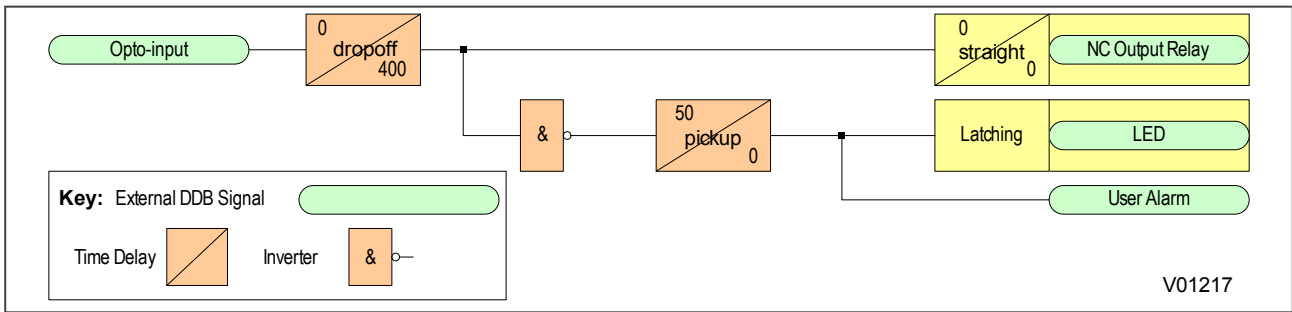 0
dropoff
400
Opto-input
0
straight
0
NC Output Relay
&
50
pickup
0
Latching
LED
User Alarm
Key: External DDB Signal
Time Delay
Inverter
&
V01217